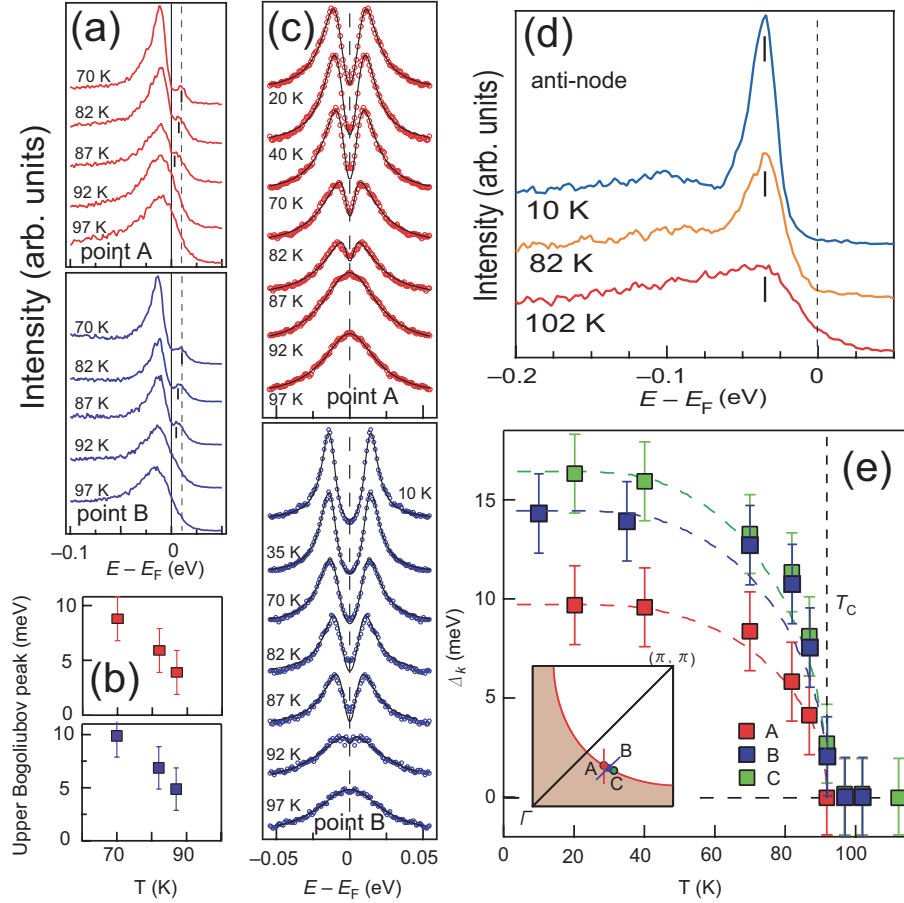 (a)
70 K
82 K
87 K
92 K
97 K
point A
70 K
82 K
87 K
92 K
97 K
point B
−0.1 0
E − EF (eV)
Intensity (arb. units)
(b)
10
5
0
10
5
0
70 90
T (K)
Upper Bogoliubov peak (meV)
(c)
20 K
40 K
70 K
82 K
87 K
92 K
97 K
point A
10 K
35 K
70 K
82 K
87 K
92 K
97 K
point B
−0.05 0 0.05
E − EF (eV)
(d)
anti-node
10 K
82 K
102 K
Intensity (arb. units)
−0.2 −0.1 0
E − EF (eV)
(e)
15
10
5
0
Δk (meV)
TC
(π, π)
B
A
C
Γ
A
B
C
0 20 40 60 80 100
T (K)